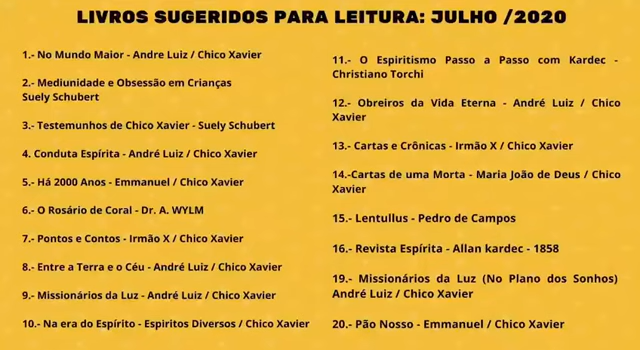 LIVROS SUGERIDOS PARA LEITURA: JULHO /2020
1.- No Mundo Maior - Andre Luiz / Chico Xavier
2.- Mediunidade e Obsessão em Crianças
Suely Schubert
3.- Testemunhos de Chico Xavier - Suely Schubert
4. Conduta Espírita - André Luiz / Chico Xavier
5.- Há 2000 Anos - Emmanuel / Chico Xavier
6.- O Rosário de Coral - Dr. A. WYLM
7.- Pontos e Contos - Irmão X / Chico Xavier
8.- Entre a Terra e o Céu - André Luiz / Chico Xavier
9.- Missionários da Luz - André Luiz / Chico Xavier
10.- Na era do Espírito - Espiritos Diversos / Chico Xavier
11.- O Espiritismo Passo a Passo com Kardec -
Christiano Torchi
12.- Obreiros da Vida Eterna - André Luiz / Chico
Xavier
13.- Cartas e Crônicas - Irmão X / Chico Xavier
14.-Cartas de uma Morta - Maria João de Deus / Chico
Xavier
15.- Lentullus - Pedro de Campos
16.- Revista Espírita - Allan kardec - 1858
19.- Missionários da Luz (No Plano dos Sonhos)
André Luiz / Chico Xavier
20.- Pão Nosso - Emmanuel / Chico Xavier